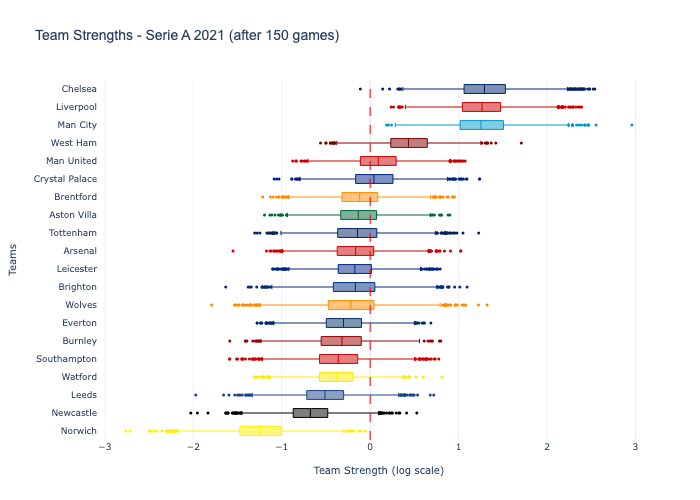 Team Strengths - Serie A 2021 (after 150 games)
Chelsea
Liverpool
Man City
West Ham
Man United
Crystal Palace
Brentford
Aston Villa
Tottenham
Arsenal
Leicester
Brighton
Wolves
Everton
Burnley
Southampton
Watford
Leeds
Newcastle
Norwich
Teams
−3 −2 −1 0 1 2 3
Team Strength (log scale)